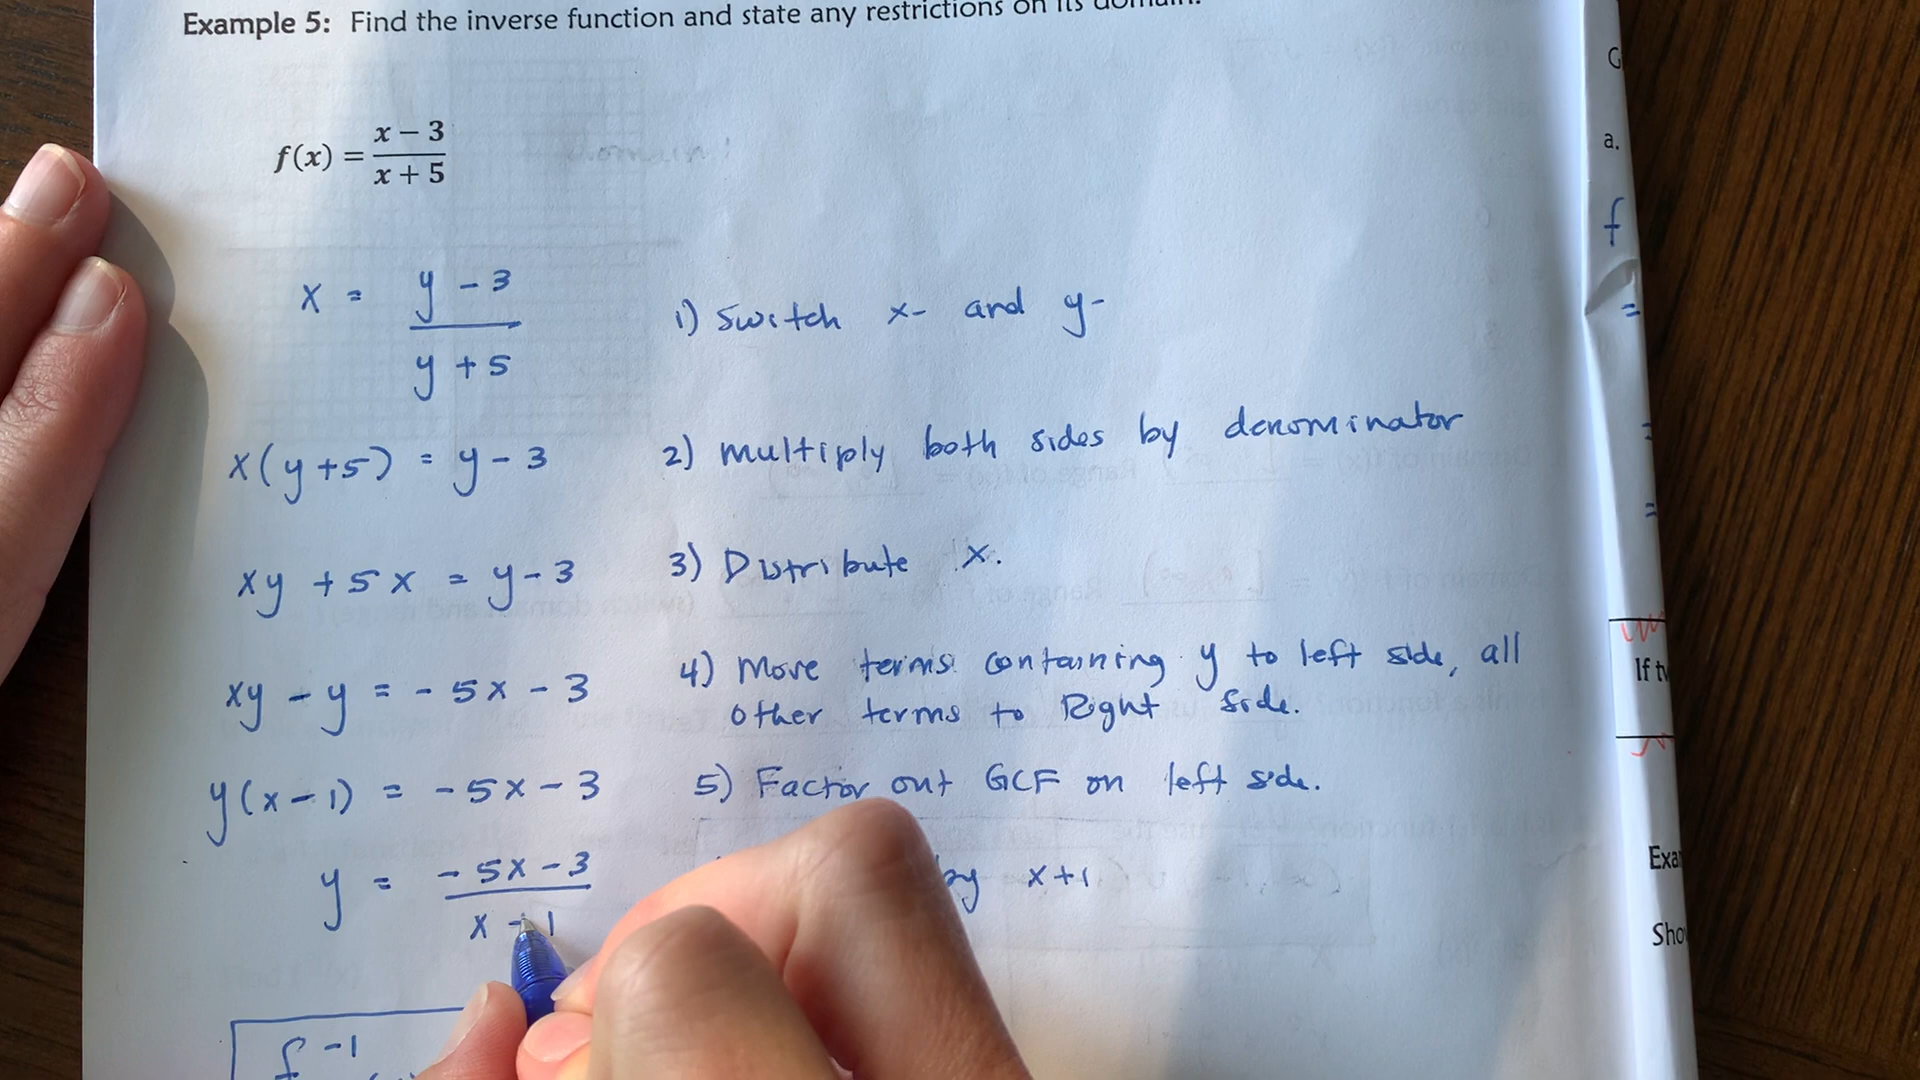 Example 5: Find the inverse function and state any restrictions on its domain.
f(x) = x − 3 / x + 5
x = y - 3 / y + 5
1) Switch x- and y-
x(y+5) = y - 3
2) multiply both sides by denominator
xy + 5x = y - 3
3) Distribute x.
xy - y = - 5x - 3
4) Move terms containing y to left side, all
other terms to Right side.
y(x - 1) = - 5x - 3
5) Factor out GCF on left side.
y = - 5x - 3 / x - 1
by x+1
f -1
a.
f
=
=
=
If
Sho